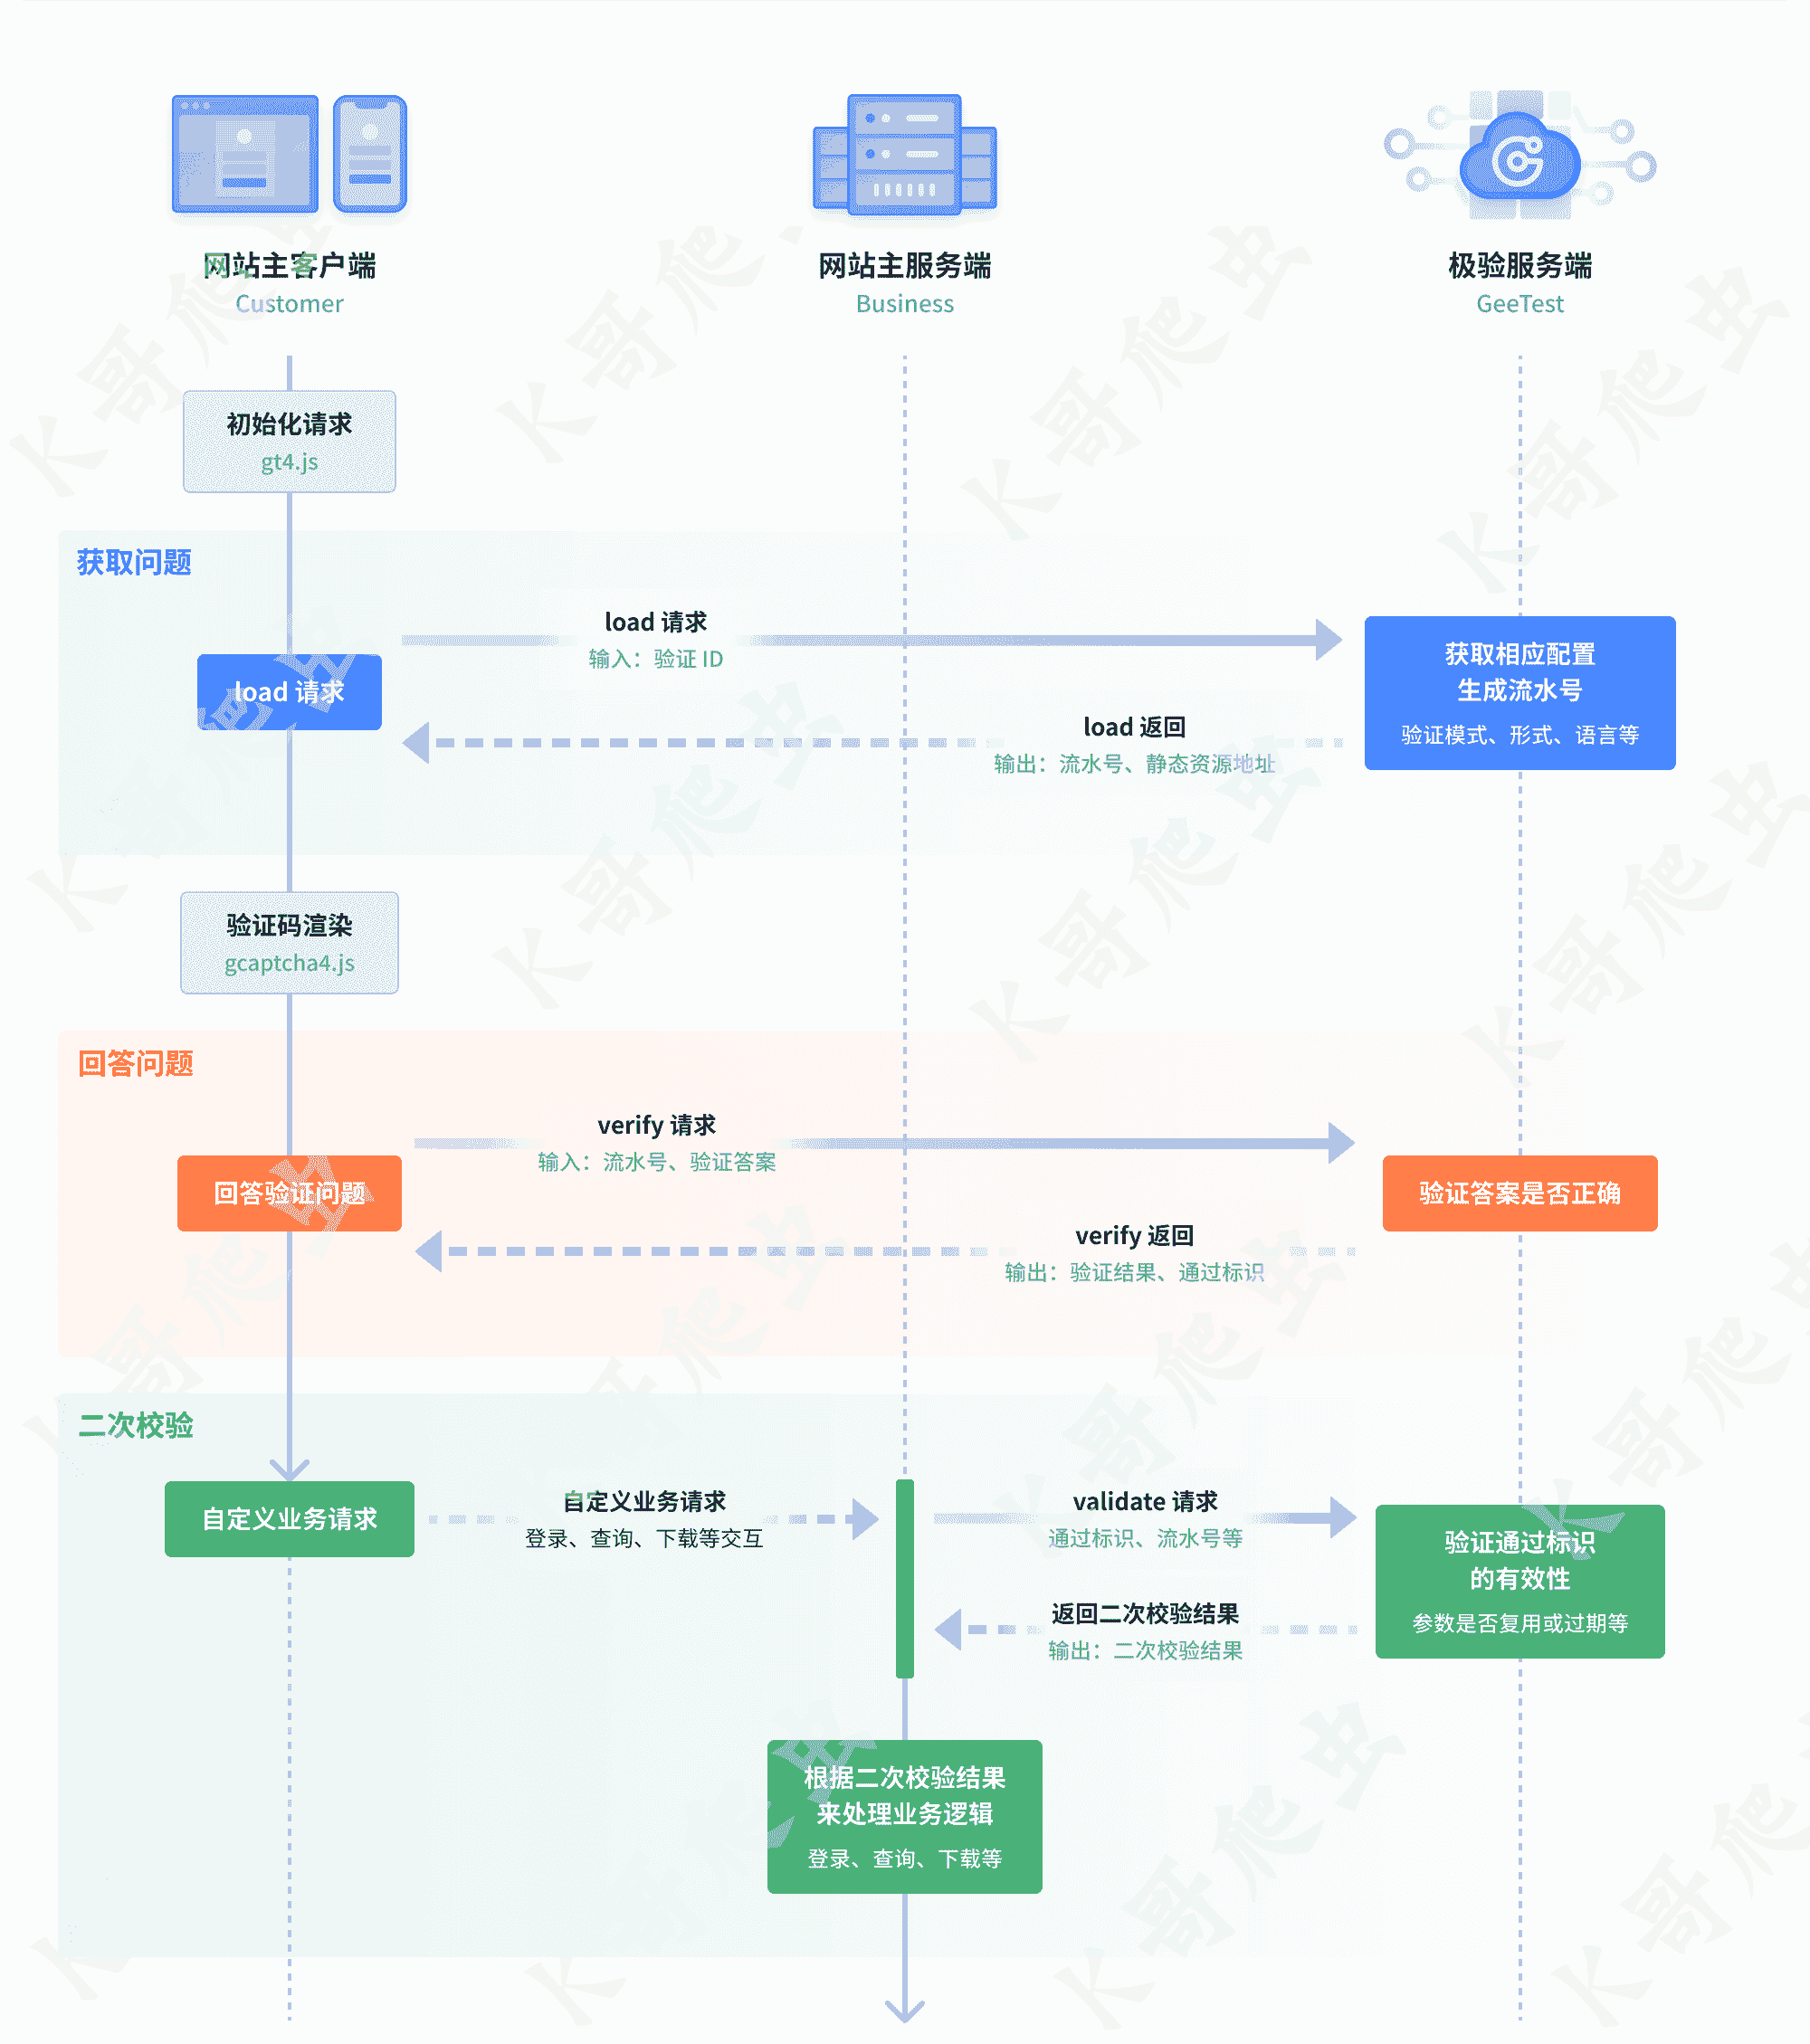 网站主客户端
Customer
网站主服务端
Business
极验服务端
GeeTest
初始化请求
gt4.js
获取问题
load 请求
输入：验证 ID
load 请求
获取相应配置
生成流水号
验证模式、形式、语言等
load 返回
输出：流水号、静态资源地址
验证码渲染
gcaptcha4.js
回答问题
verify 请求
输入：流水号、验证答案
回答验证问题
验证答案是否正确
verify 返回
输出：验证结果、通过标识
二次校验
自定义业务请求
自定义业务请求
登录、查询、下载等交互
validate 请求
通过标识、流水号等
验证通过标识
的有效性
参数是否复用或过期等
返回二次校验结果
输出：二次校验结果
根据二次校验结果
来处理业务逻辑
登录、查询、下载等
K哥爬虫